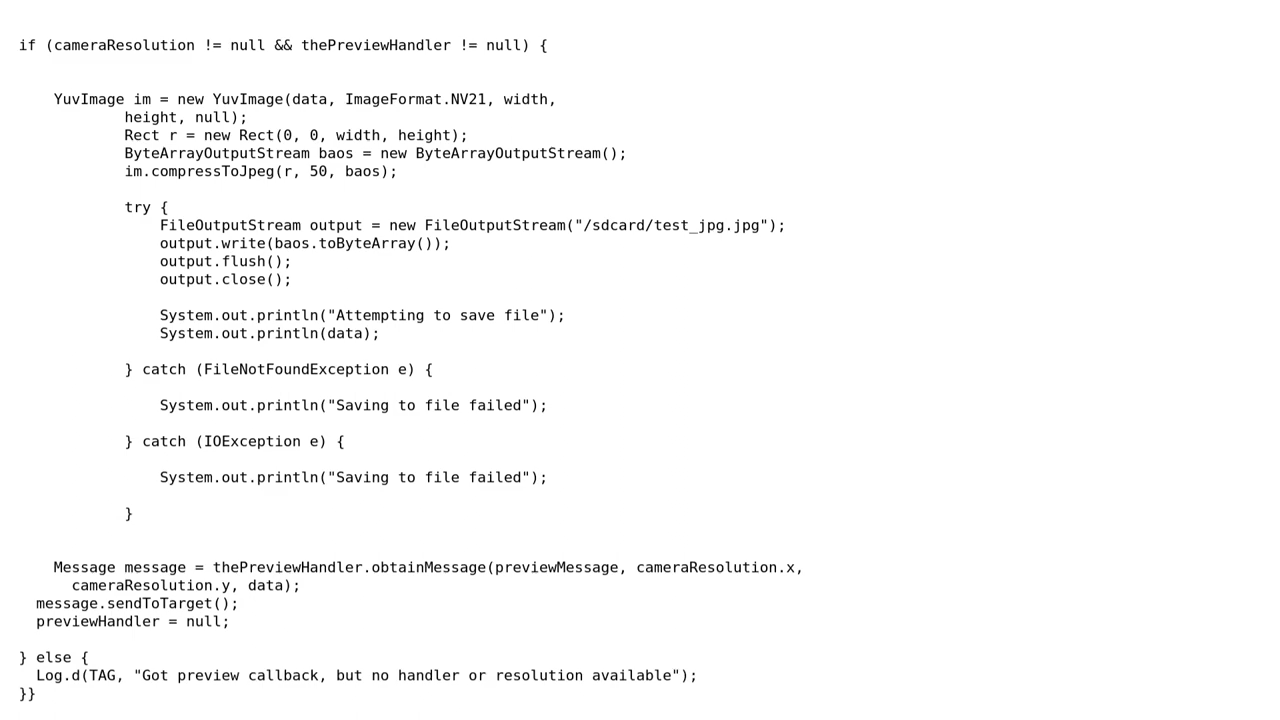 if (cameraResolution != null && thePreviewHandler != null) {
YuvImage im = new YuvImage(data, ImageFormat.NV21, width,
height, null);
Rect r = new Rect(0, 0, width, height);
ByteArrayOutputStream baos = new ByteArrayOutputStream();
im.compressToJpeg(r, 50, baos);
try {
FileOutputStream output = new FileOutputStream("/sdcard/test_jpg.jpg");
output.write(baos.toByteArray());
output.flush();
output.close();
System.out.println("Attempting to save file");
System.out.println(data);
} catch (FileNotFoundException e) {
System.out.println("Saving to file failed");
} catch (IOException e) {
System.out.println("Saving to file failed");
}
Message message = thePreviewHandler.obtainMessage(previewMessage, cameraResolution.x,
cameraResolution.y, data);
message.sendToTarget();
previewHandler = null;
} else {
Log.d(TAG, "Got preview callback, but no handler or resolution available");
}}